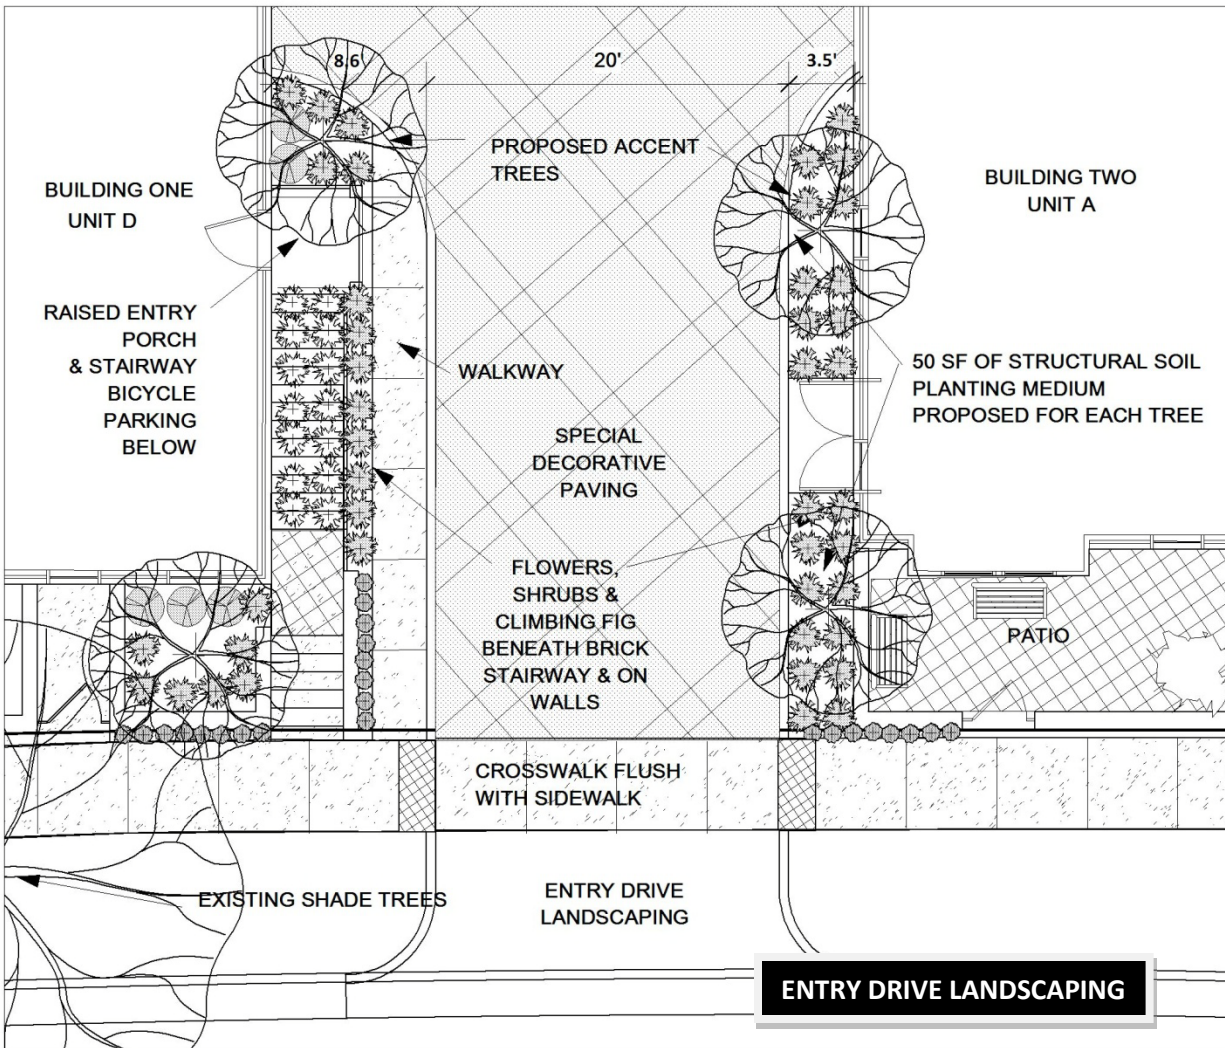 8.6'
20'
3.5'
PROPOSED ACCENT
TREES
BUILDING ONE
UNIT D
BUILDING TWO
UNIT A
RAISED ENTRY
PORCH
& STAIRWAY
BICYCLE
PARKING
BELOW
WALKWAY
50 SF OF STRUCTURAL SOIL
PLANTING MEDIUM
PROPOSED FOR EACH TREE
SPECIAL
DECORATIVE
PAVING
FLOWERS,
SHRUBS &
CLIMBING FIG
BENEATH BRICK
STAIRWAY & ON
WALLS
PATIO
CROSSWALK FLUSH
WITH SIDEWALK
EXISTING SHADE TREES
ENTRY DRIVE
LANDSCAPING
ENTRY DRIVE LANDSCAPING